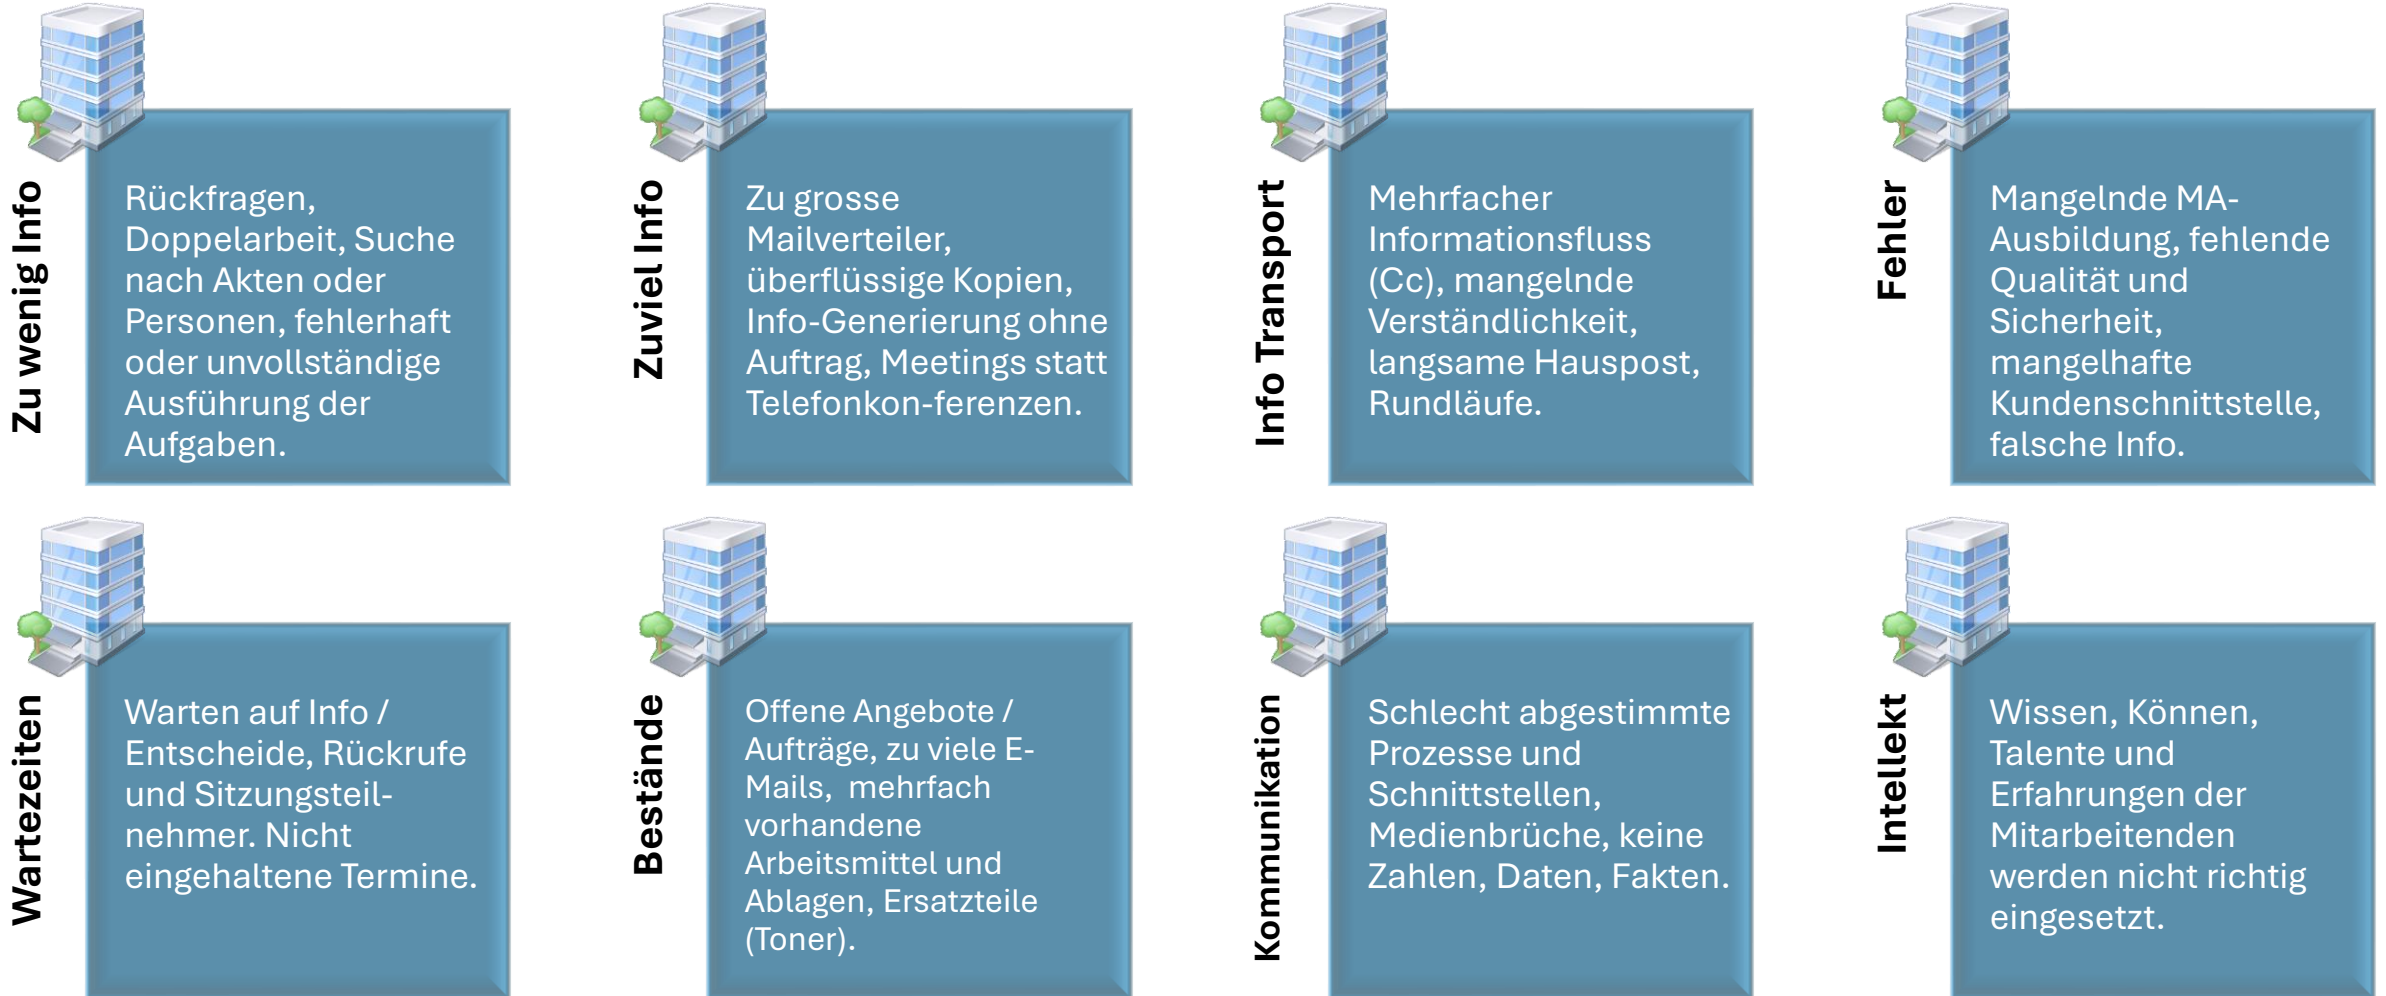 Zu wenig Info
Rückfragen,
Doppelarbeit, Suche
nach Akten oder
Personen, fehlerhaft
oder unvollständige
Ausführung der
Aufgaben.
Zuviel Info
Zu grosse
Mailverteiler,
überflüssige Kopien,
Info-Generierung ohne
Auftrag, Meetings statt
Telefonkon-ferenzen.
Info Transport
Mehrfacher
Informationsfluss
(Cc), mangelnde
Verständlichkeit,
langsame Hauspost,
Rundläufe.
Fehler
Mangelnde MA-
Ausbildung, fehlende
Qualität und
Sicherheit,
mangelhafte
Kundenschnittstelle,
falsche Info.
Wartezeiten
Warten auf Info /
Entscheide, Rückrufe
und Sitzungsteil-
nehmer. Nicht
eingehaltene Termine.
Bestände
Offene Angebote /
Aufträge, zu viele E-
Mails,  mehrfach
vorhandene
Arbeitsmittel und
Ablagen, Ersatzteile
(Toner).
Kommunikation
Schlecht abgestimmte
Prozesse und
Schnittstellen,
Medienbrüche, keine
Zahlen, Daten, Fakten.
Intellekt
Wissen, Können,
Talente und
Erfahrungen der
Mitarbeitenden
werden nicht richtig
eingesetzt.